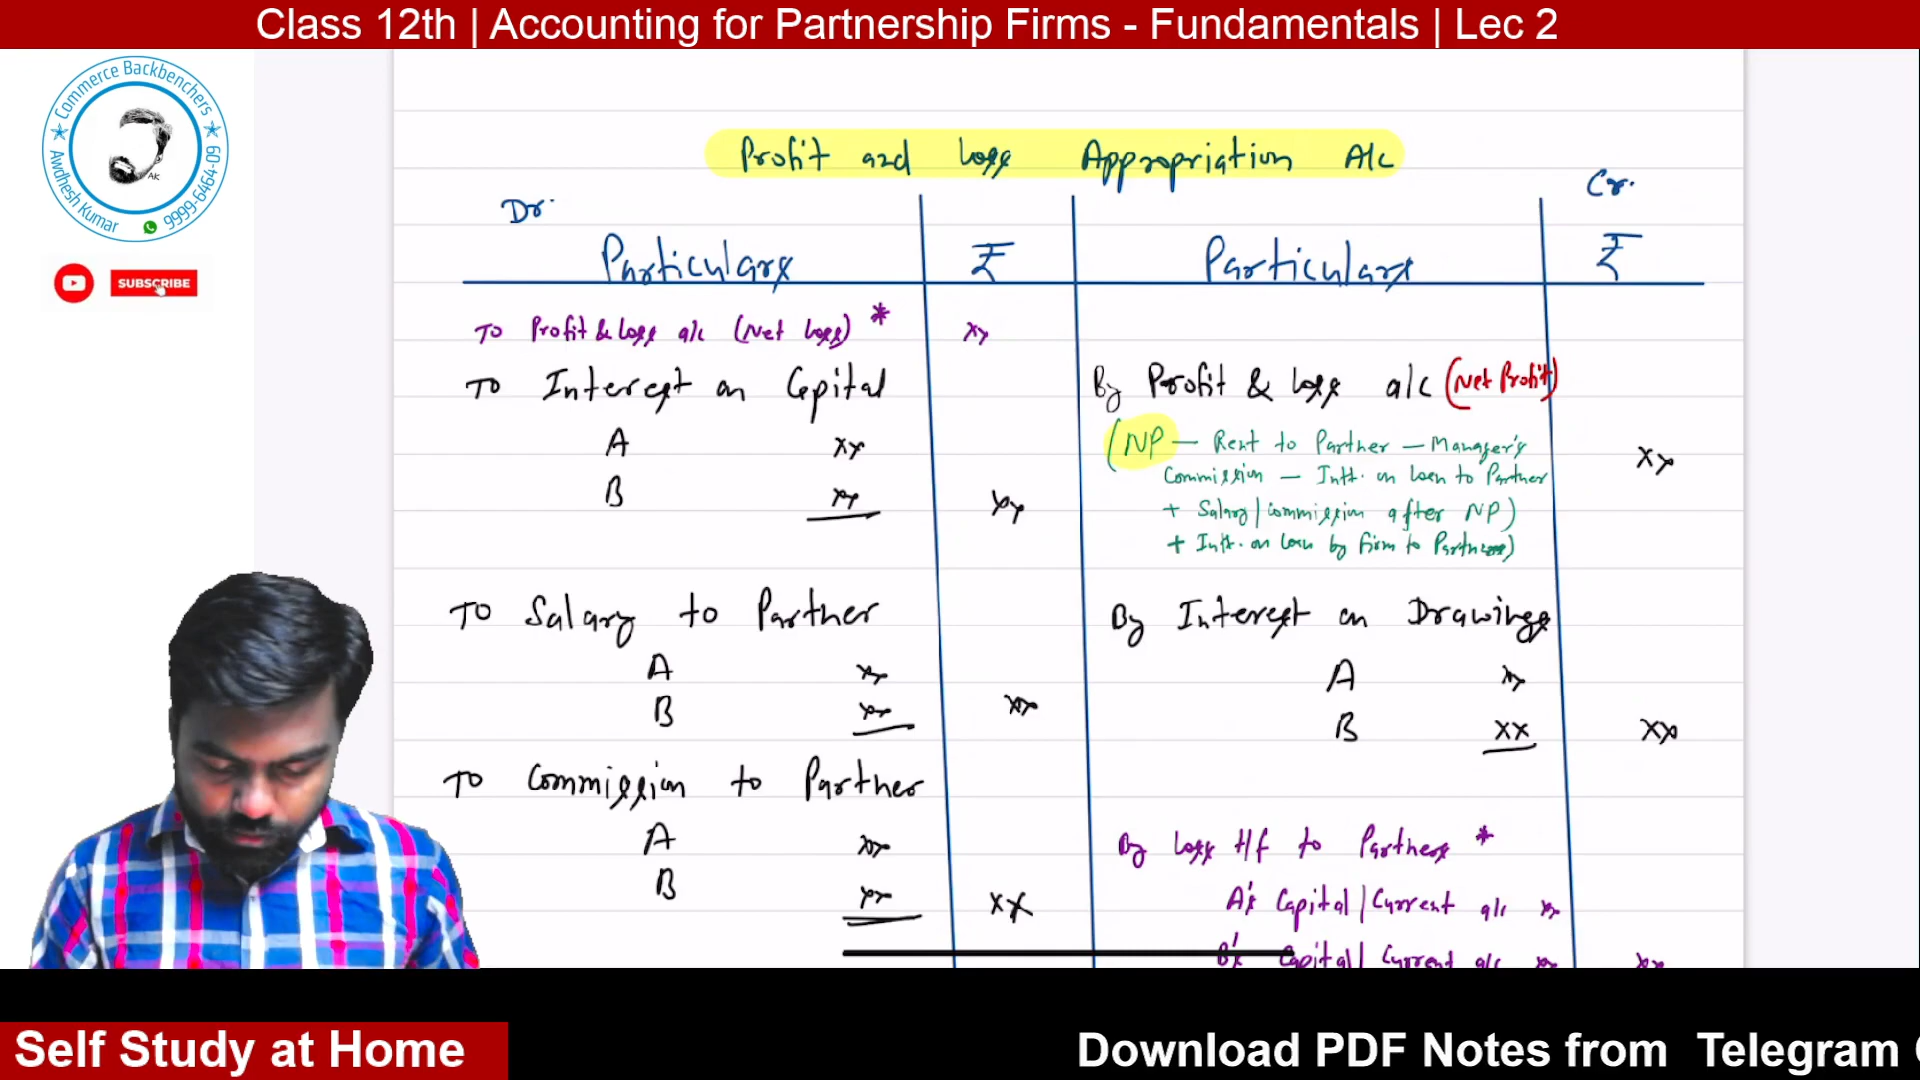 Class 12th | Accounting for Partnership Firms - Fundamentals | Lec 2
Commerce Backbenchers
AK
Awdhesh Kumar
9999-6464-09
SUBSCRIBE
Profit and Loss Appropriation A/c
Dr.
Cr.
Particulars ₹ Particulars ₹
To Profit & Loss a/c (Net Loss) * xx
To Interest on Capital
By Profit & Loss a/c (Net Profit)
A xx
(NP — Rent to Partner — Manager's
xx
Commission — Intt. on loan to Partner
B xx xx
+ Salary/commission after NP)
+ Intt. on loan by firm to Partners)
To Salary to Partner
By Interest on Drawings
A xx
A xx
B xx xx
B xx xx
To Commission to Partner
A xx
By Loss t/f to Partners *
B xx xx
A's Capital/Current a/c xx
B's Capital/Current a/c xx xx
Self Study at Home
Download PDF Notes from Telegram